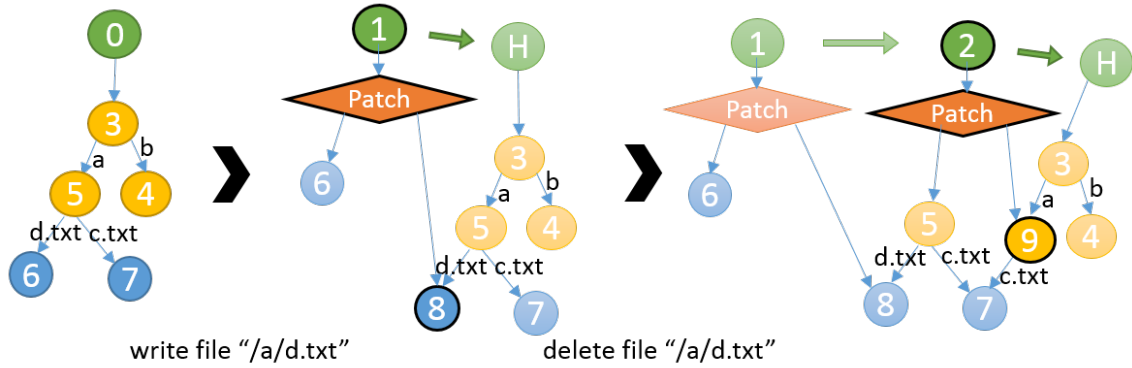 0
3
a
b
5
4
d.txt
c.txt
6
7
write file “/a/d.txt”
1
H
Patch
6
3
a
b
5
4
d.txt
c.txt
8
7
delete file “/a/d.txt”
1
2
H
Patch
Patch
6
3
a
b
5
9
4
d.txt
c.txt
c.txt
8
7